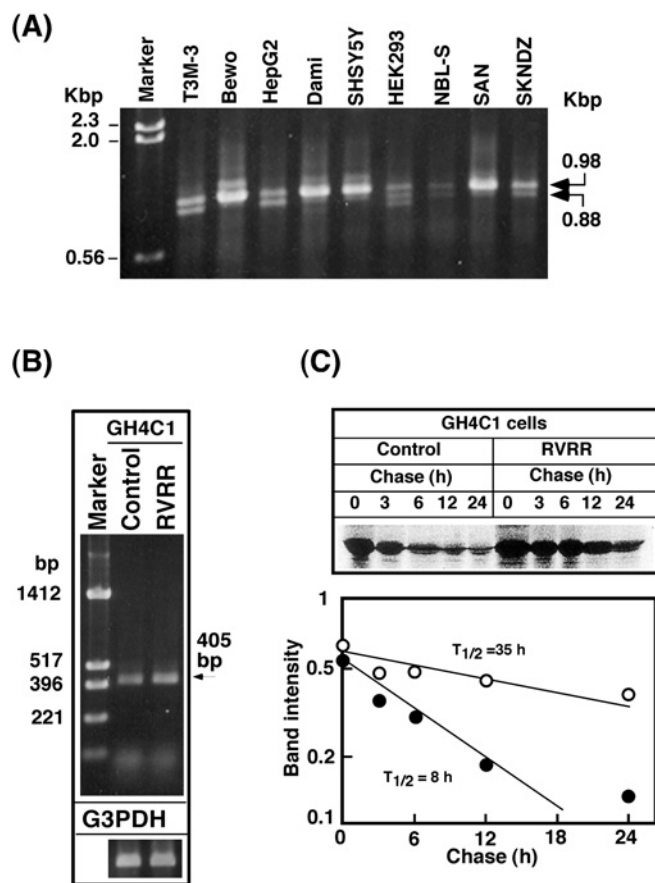 (A)
Kbp
Marker
T3M-3
Bewo
HepG2
Dami
SHSY5Y
HEK293
NBL-S
SAN
SKNDZ
Kbp
2.3
2.0
0.56
0.98
0.88
(B)
GH4C1
Marker
Control
RVRR
bp
1412
517
396
221
405
bp
G3PDH
(C)
GH4C1 cells
Control RVRR
Chase (h) Chase (h)
0 3 6 12 24 0 3 6 12 24
1
0.5
0.2
0.1
Band intensity
T1/2 =35 h
T1/2 = 8 h
0 6 12 18 24
Chase (h)